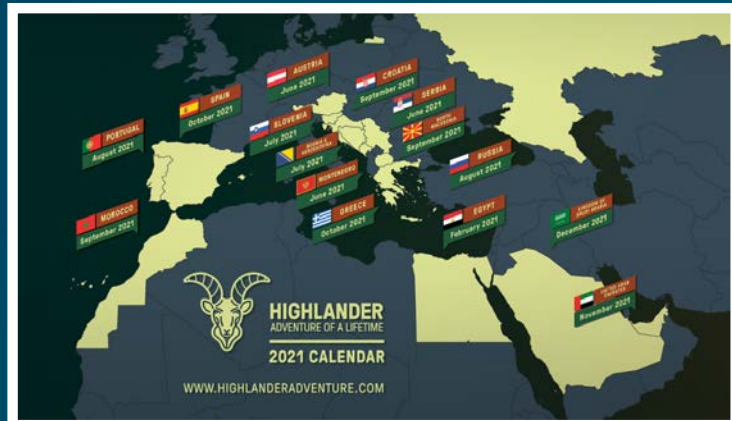 AUSTRIA
June 2021
CROATIA
September 2021
SPAIN
October 2021
SERBIA
June 2021
SLOVENIA
July 2021
NORTH
MACEDONIA
September 2021
PORTUGAL
August 2021
BOSNIA &
HERZEGOVINA
July 2021
RUSSIA
August 2021
MONTENEGRO
June 2021
MOROCCO
September 2021
GREECE
October 2021
EGYPT
February 2021
KINGDOM OF
SAUDI ARABIA
December 2021
UNITED ARAB
EMIRATES
November 2021
HIGHLANDER
ADVENTURE OF A LIFETIME
2021 CALENDAR
WWW.HIGHLANDERADVENTURE.COM